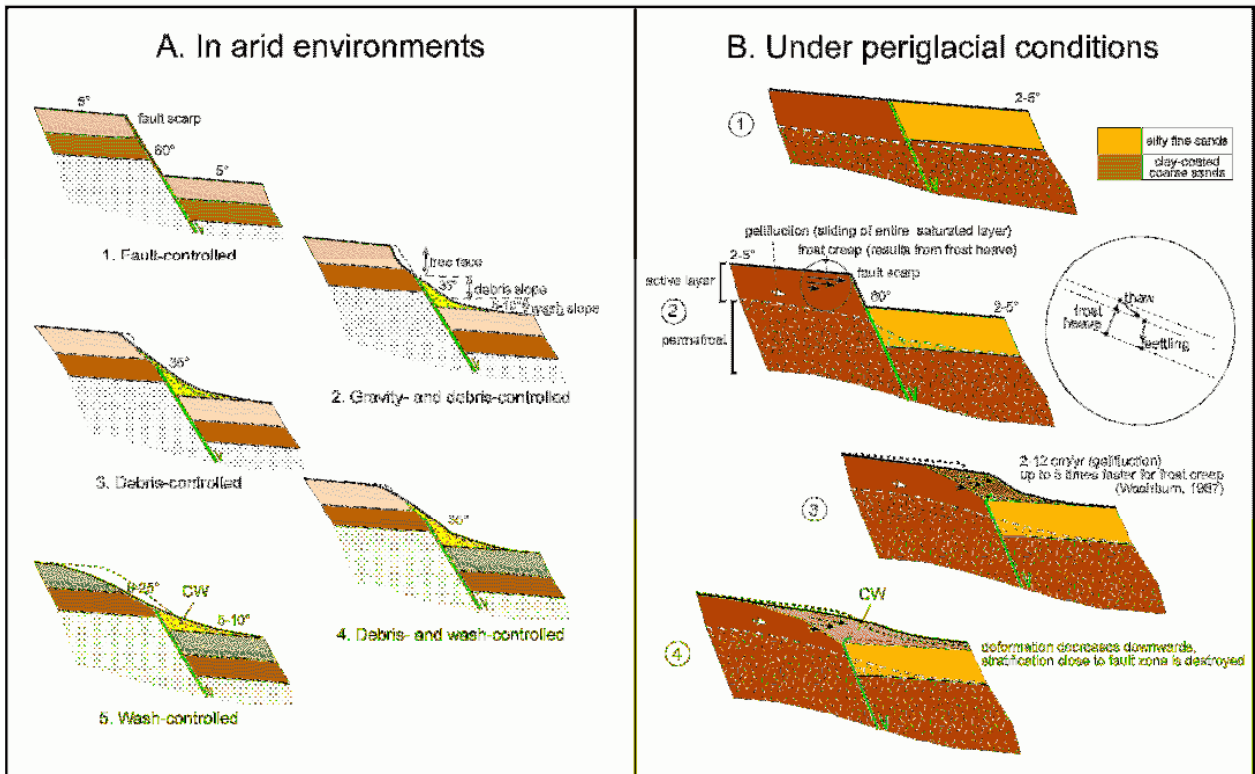 A. In arid environments
5°
fault scarp
60°
5°
1. Fault-controlled
free face
35°
debris slope
5-10°
wash slope
2. Gravity- and debris-controlled
35°
3. Debris-controlled
35°
4. Debris- and wash-controlled
CW
5-10°
5. Wash-controlled
B. Under periglacial conditions
2-5°
1
silty fine sands
clay-coated
coarse sands
gelifluction (sliding of entire saturated layer)
frost creep (results from frost heave)
2-5°
fault scarp
active layer
60°
2-5°
2
permafrost
thaw
frost
heave
settling
2-12 cm/yr (gelifluction)
up to times faster for frost creep
(Washburn,
3
CW
4
deformation decreases downwards,
stratification close to fault zone is destroyed